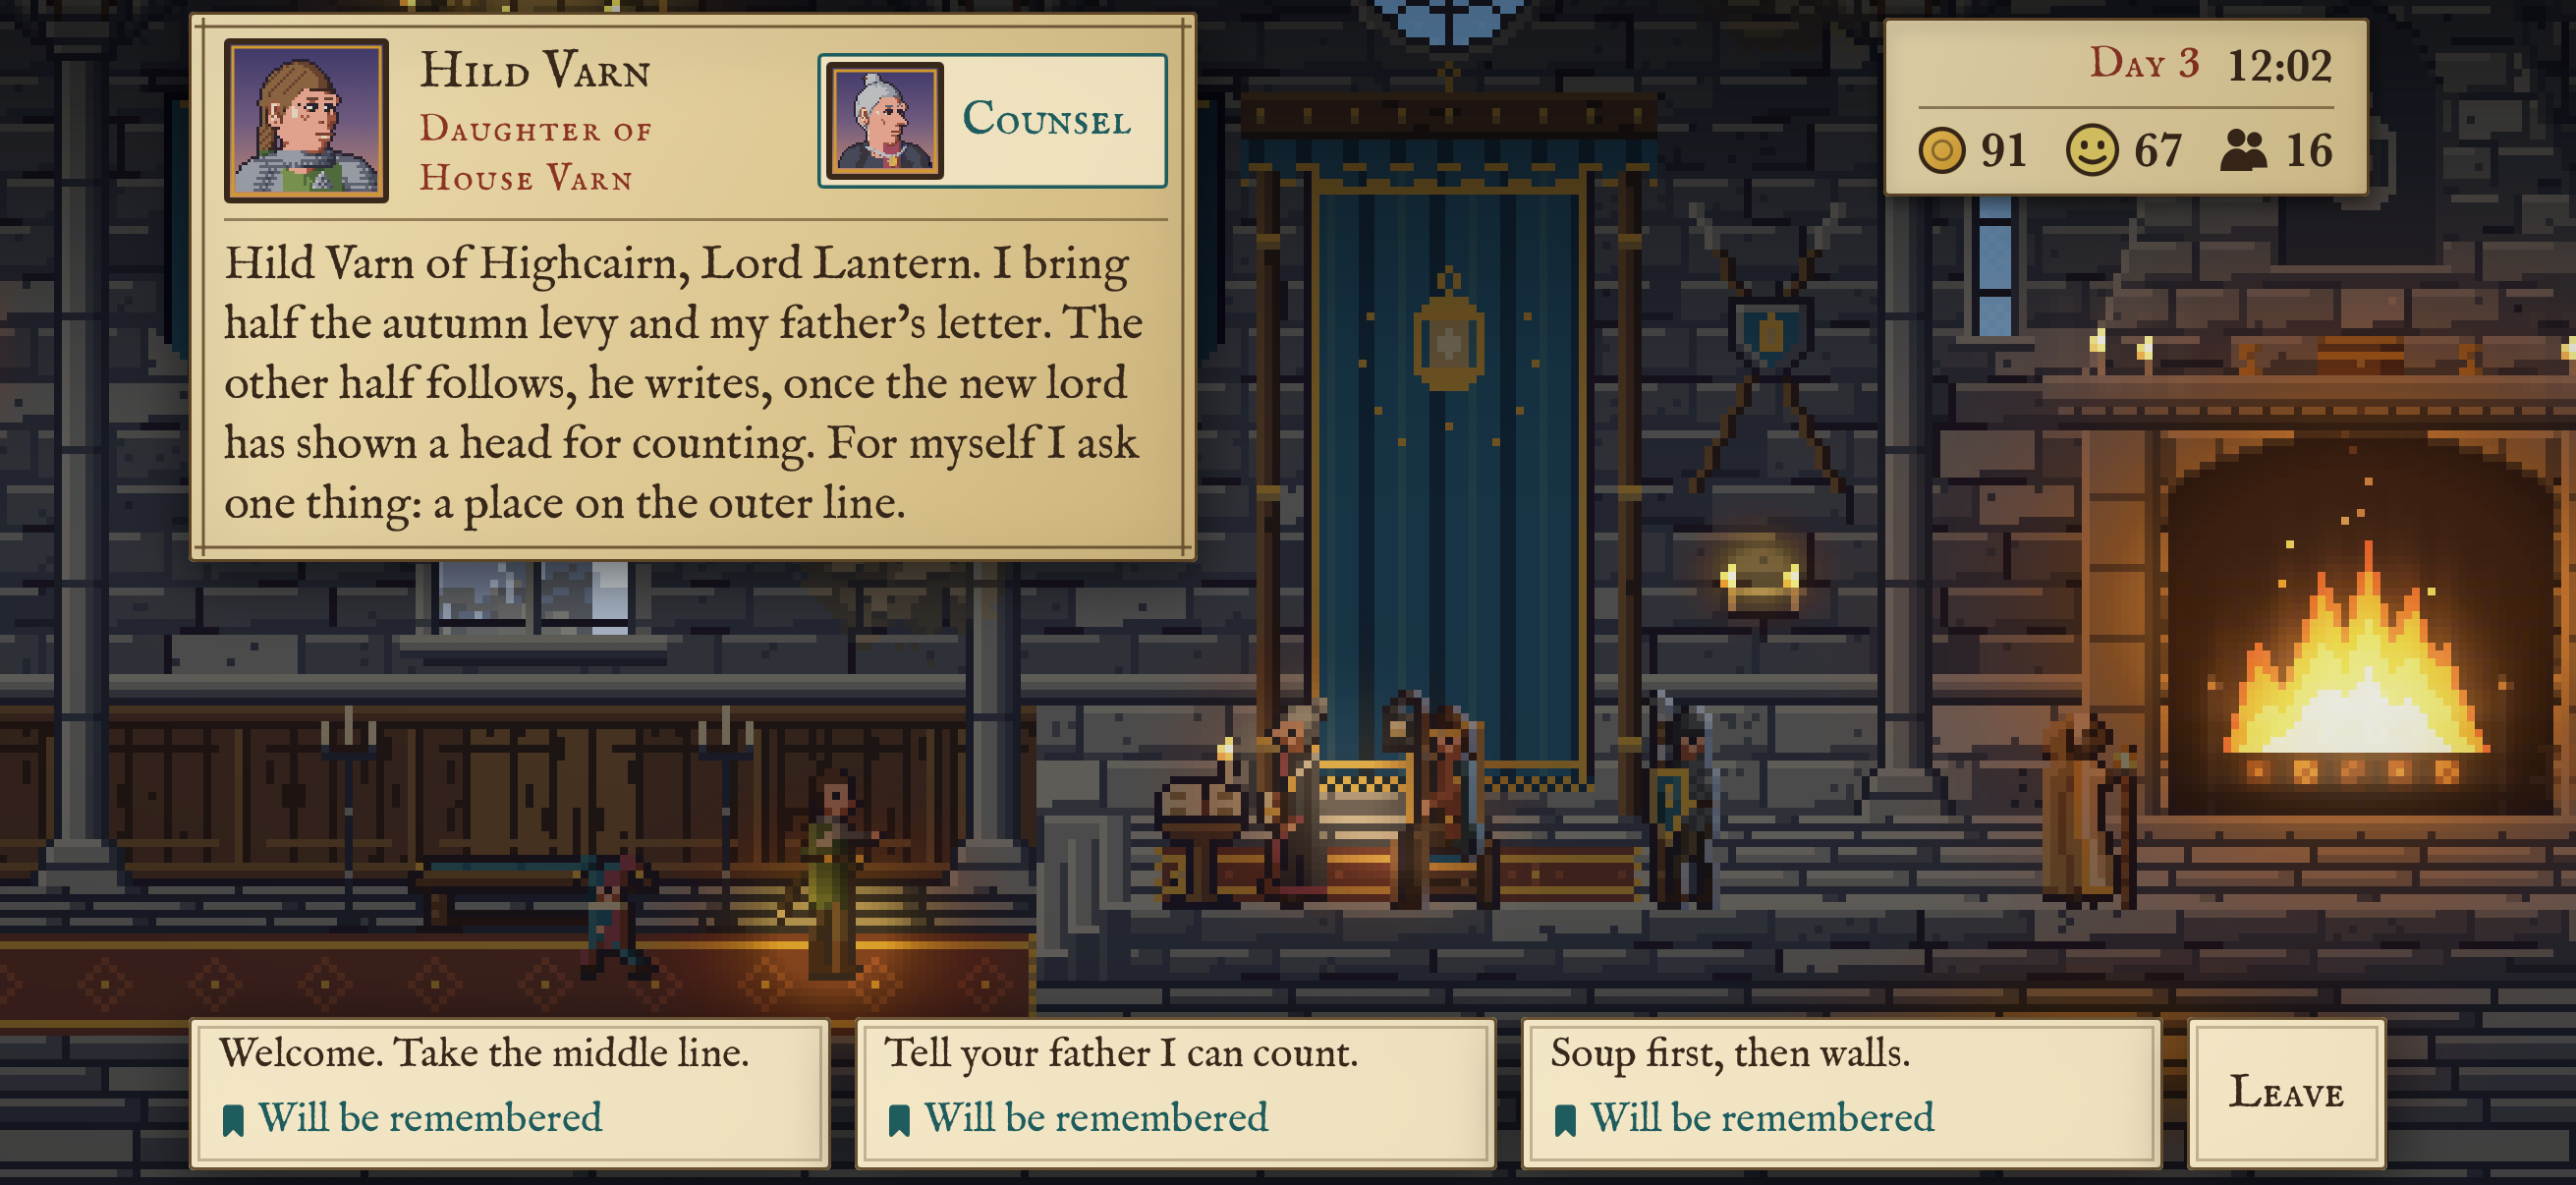 Hild Varn
Daughter of
House Varn
Counsel
Hild Varn of Highcairn, Lord Lantern. I bring
half the autumn levy and my father’s letter. The
other half follows, he writes, once the new lord
has shown a head for counting. For myself I ask
one thing: a place on the outer line.
Day 3 12:02
91 67 16
Welcome. Take the middle line.
Will be remembered
Tell your father I can count.
Will be remembered
Soup first, then walls.
Will be remembered
Leave